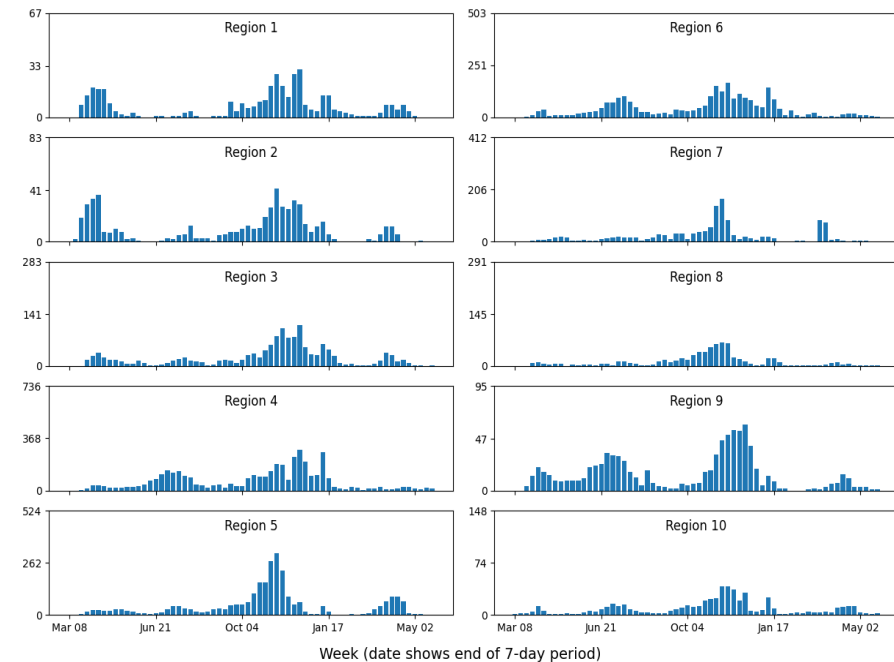 67
33
0
Region 1
503
251
0
Region 6
83
41
0
Region 2
412
206
0
Region 7
283
141
0
Region 3
291
145
0
Region 8
736
368
0
Region 4
95
47
0
Region 9
524
262
0
Region 5
148
74
0
Region 10
Mar 08 Jun 21 Oct 04 Jan 17 May 02
Mar 08 Jun 21 Oct 04 Jan 17 May 02
Week (date shows end of 7-day period)